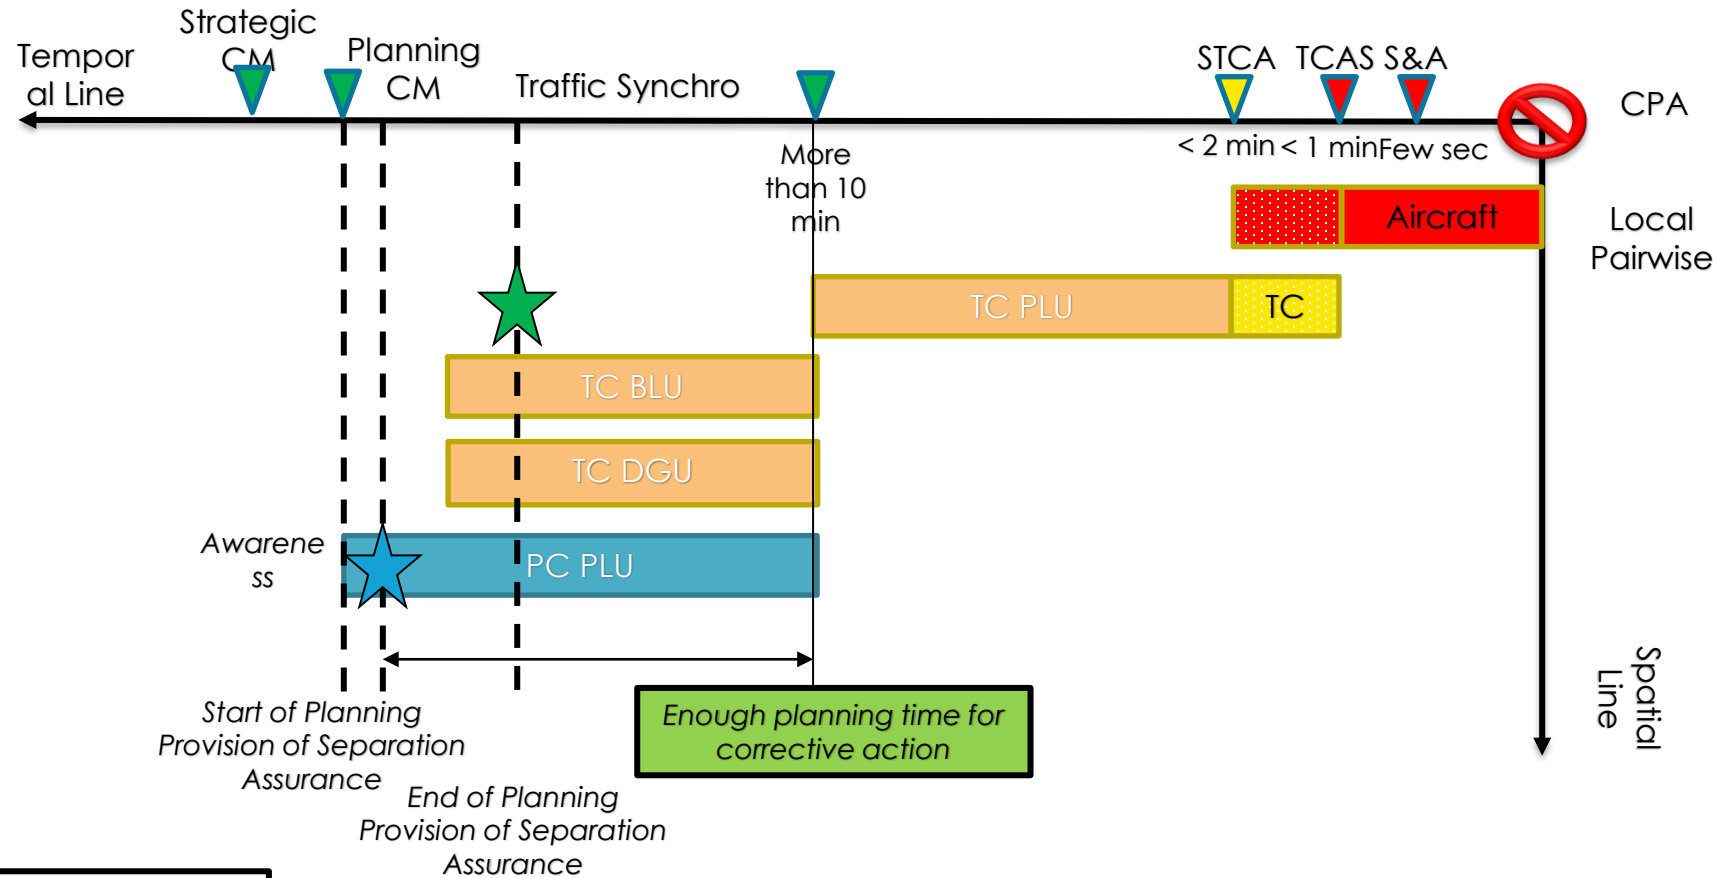 Strategic
CM
Tempor
al Line
Planning
CM
Traffic Synchro
STCA
TCAS
S&A
CPA
More
than 10
min
< 2 min
< 1 min
Few sec
Aircraft
Local
Pairwise
TC PLU
TC
TC BLU
TC DGU
Awarene
ss
PC PLU
Spatial
Line
Start of Planning
Provision of Separation
Assurance
Enough planning time for
corrective action
End of Planning
Provision of Separation
Assurance